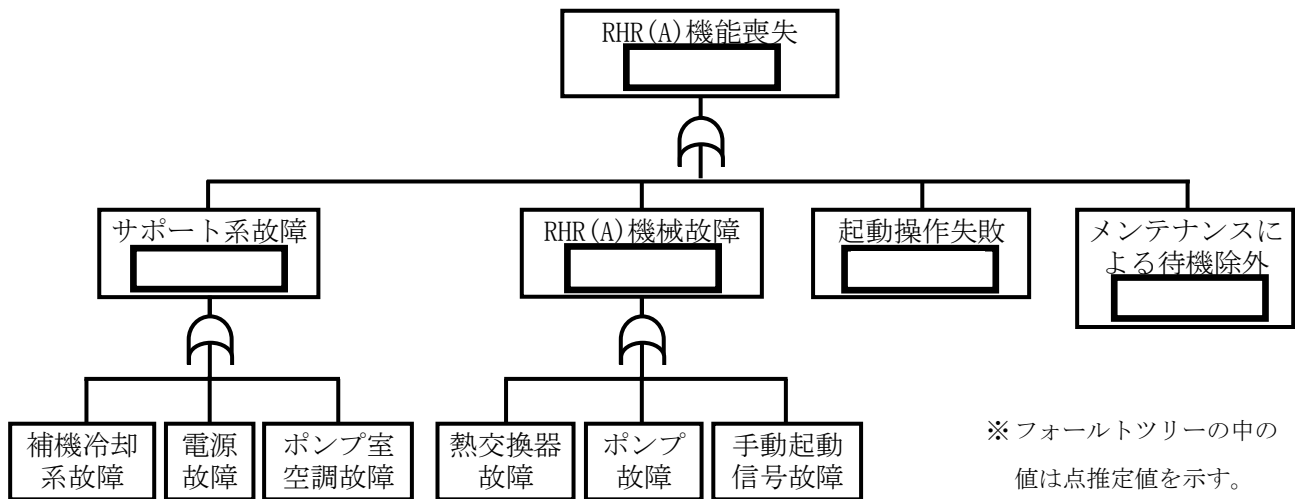 RHR(A)機能喪失
サポート系故障
RHR(A)機械故障
起動操作失敗
メンテナンスに
よる待機除外
補機冷却
系故障
電源
故障
ポンプ室
空調故障
熱交換器
故障
ポンプ
故障
手動起動
信号故障
※フォールトツリーの中の
値は点推定値を示す。